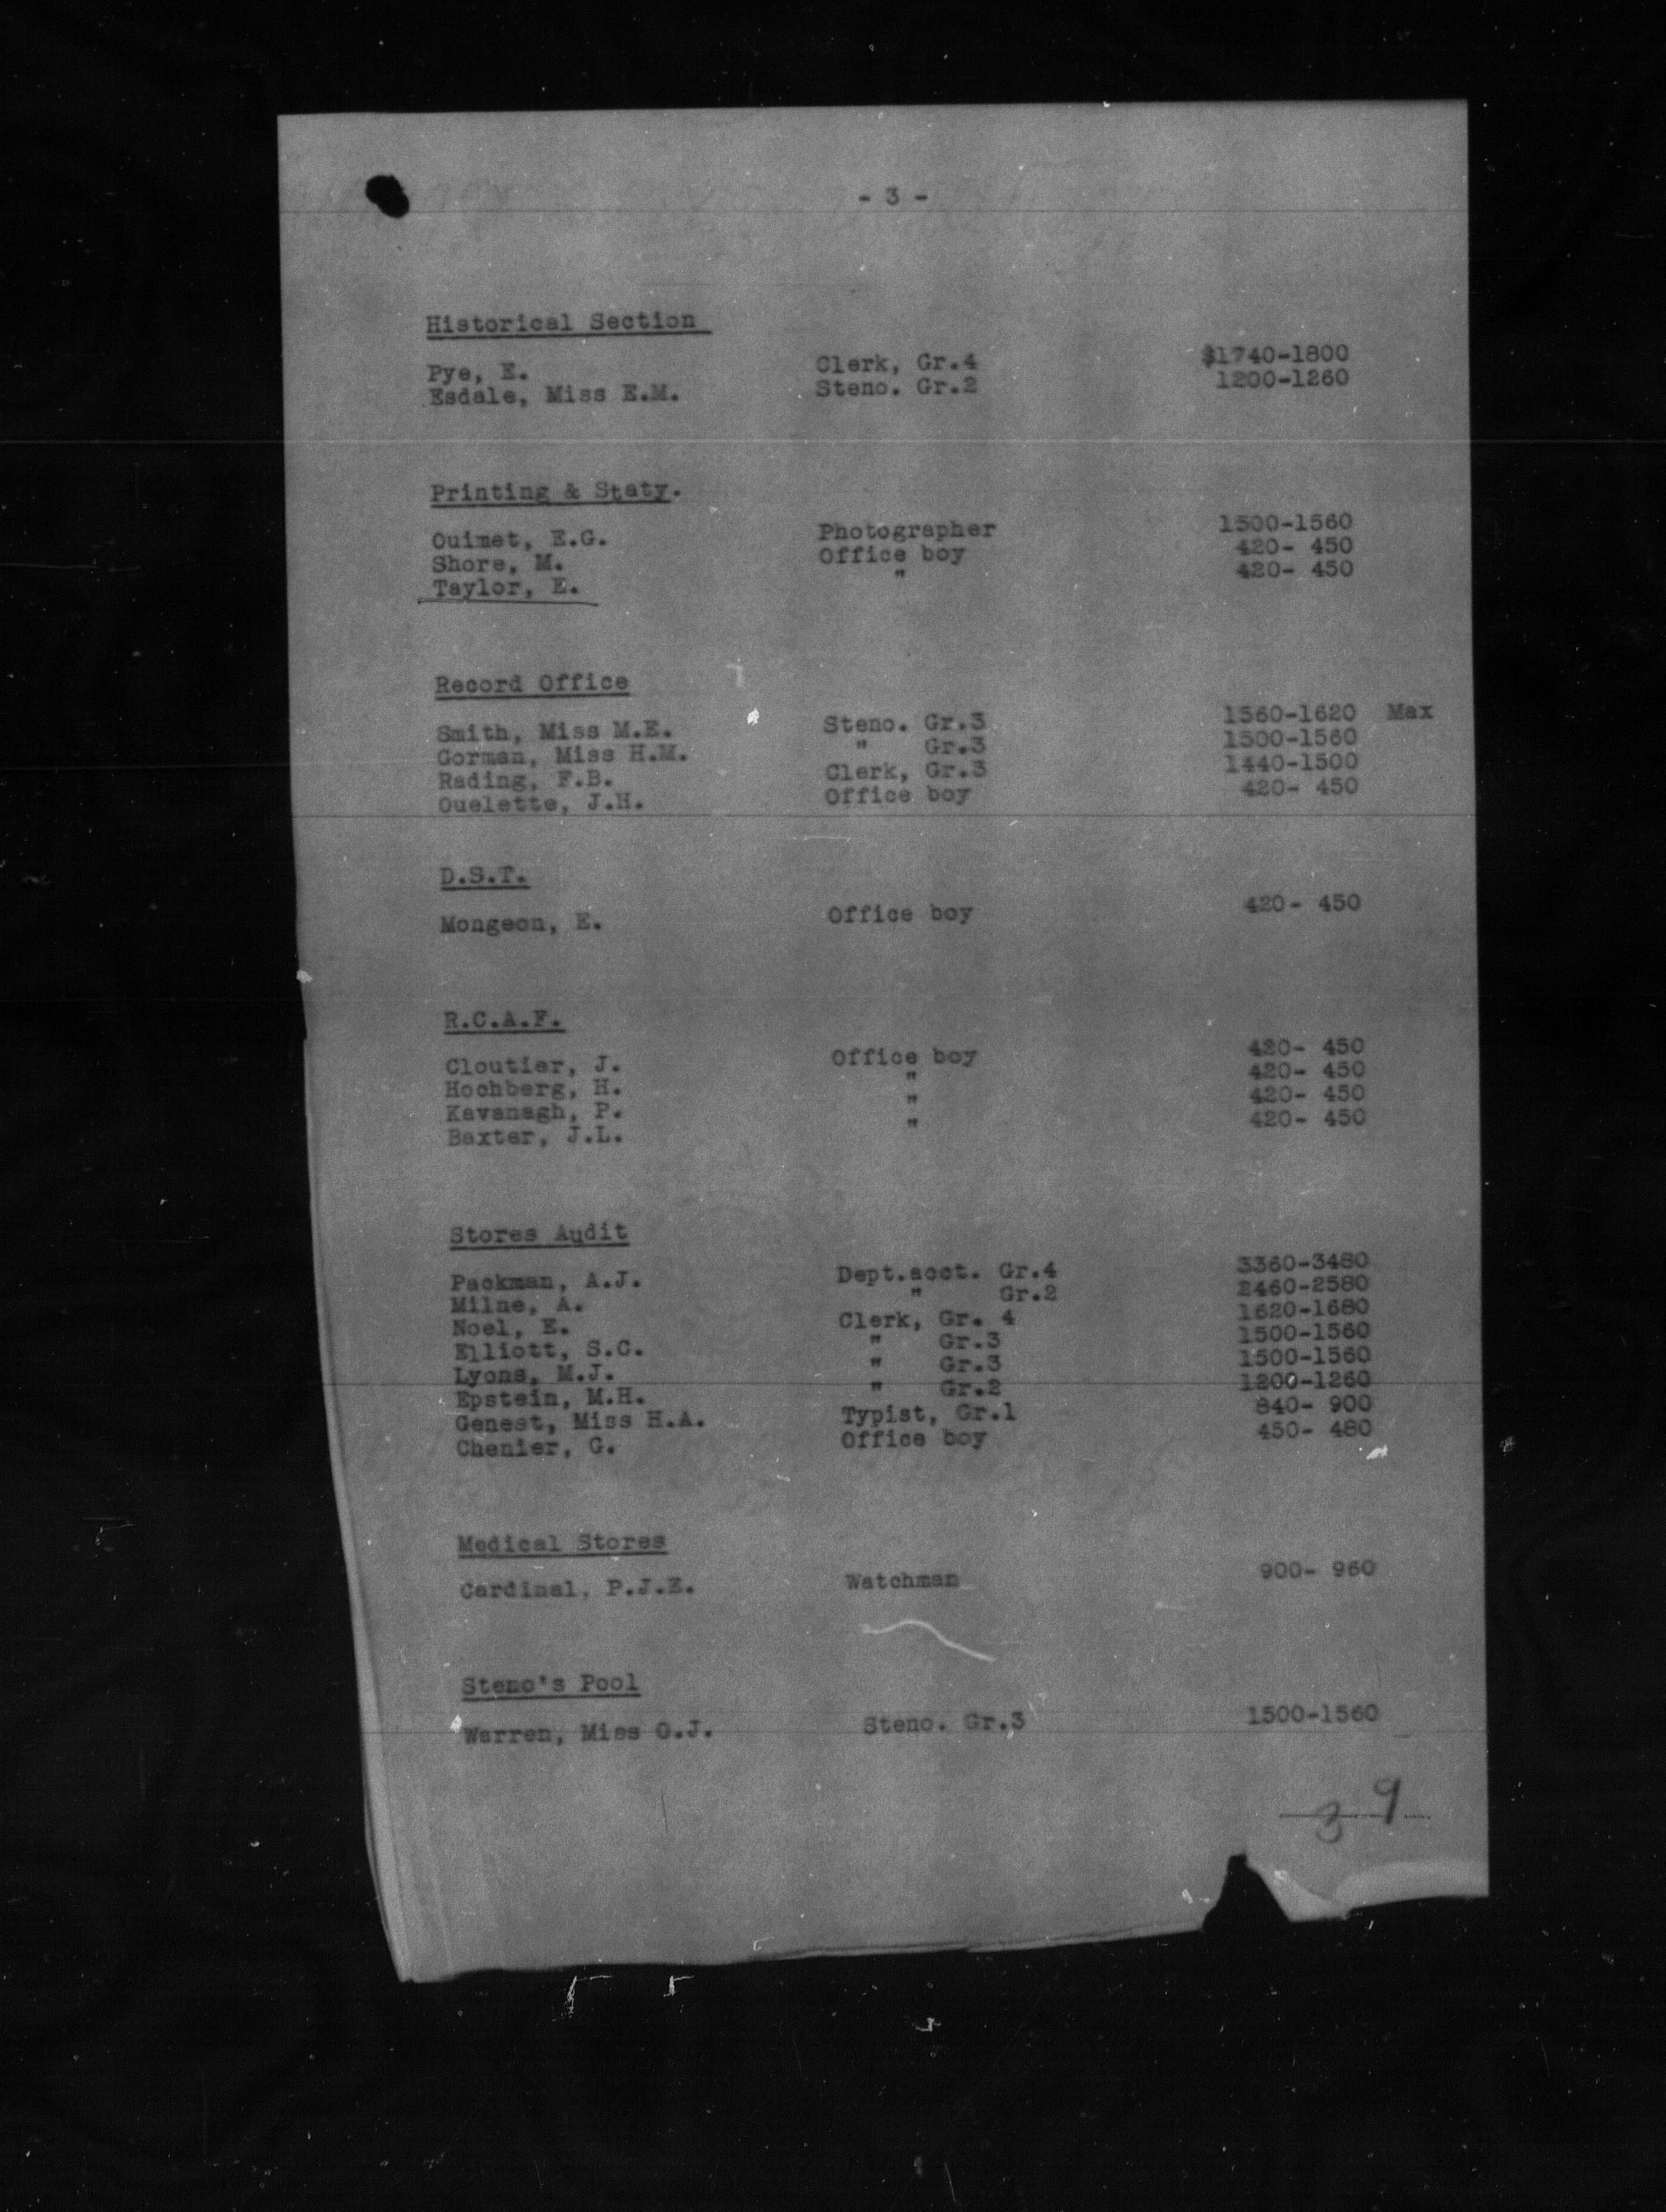 - 3 -
Historical Section
Pye, E. Clerk, Gr.4 $1740-1800
Esdale, Miss E.M. Steno. Gr.2 1200-1260
Printing & Staty.
Ouimet, E.G. Photographer 1500-1560
Shore, M. Office boy 420- 450
Taylor, E. " 420- 450
Record Office
Smith, Miss M.E. Steno. Gr.3 1560-1620 Max
Gorman, Miss H.M. " Gr.3 1500-1560
Rading, F.B. Clerk, Gr.3 1440-1500
Ouelette, J.H. Office boy 420- 450
D.S.T.
Mongeon, E. Office boy 420- 450
R.C.A.F.
Cloutier, J. Office boy 420- 450
Hochberg, H. " 420- 450
Kavanagh, P. " 420- 450
Baxter, J.L. " 420- 450
Stores Audit
Packman, A.J. Dept.acct. Gr.4 3360-3480
Milne, A. " Gr.2 2460-2580
Noel, E. Clerk, Gr. 4 1620-1680
Elliott, S.C. " Gr.3 1500-1560
Lyons, M.J. " Gr.3 1500-1560
Epstein, M.H. " Gr.2 1200-1260
Genest, Miss H.A. Typist, Gr.1 840- 900
Chenier, G. Office boy 450- 480
Medical Stores
Cardinal, P.J.E. Watchman 900- 960
Steno's Pool
Warren, Miss O.J. Steno. Gr.3 1500-1560
3 9